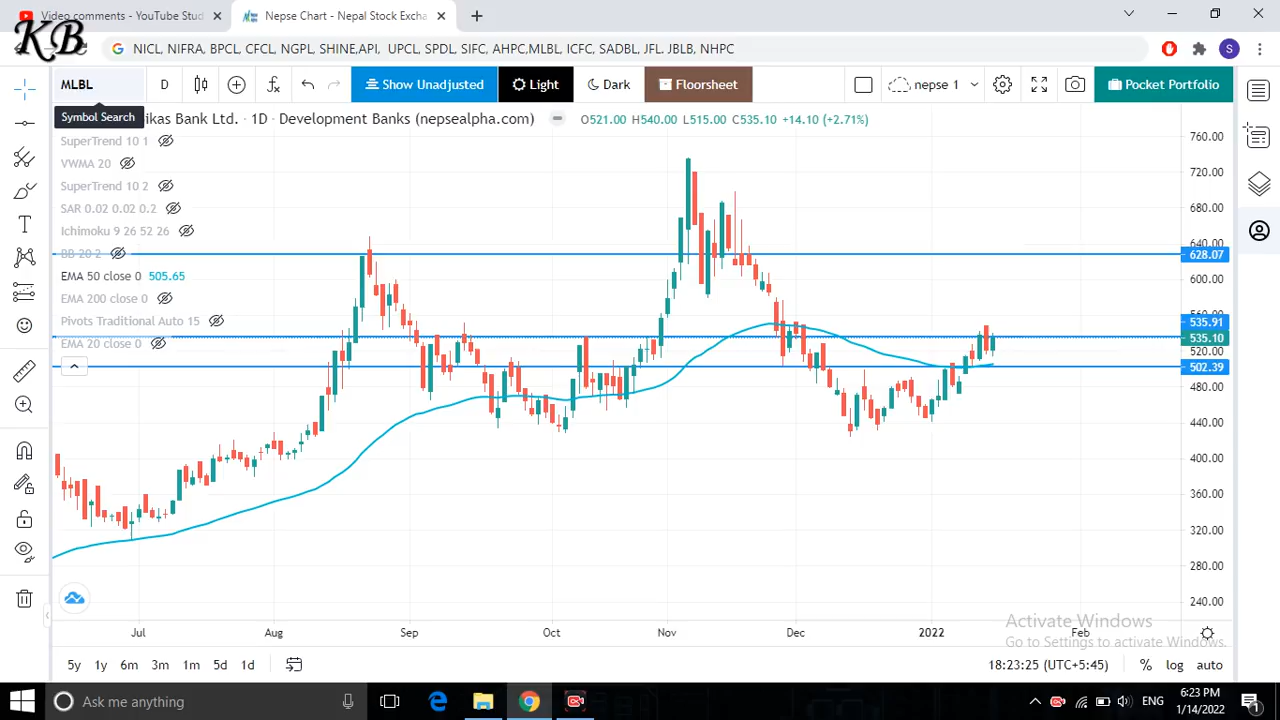 Video comments - YouTube Stud
Nepse Chart - Nepal Stock Excha
KB
NICL, NIFRA, BPCL, CFCL, NGPL, SHINE,API, UPCL, SPDL, SIFC, AHPC,MLBL, ICFC, SADBL, JFL, JBLB, NHPC
S
MLBL
D
Show Unadjusted
Light
Dark
Floorsheet
nepse 1
Pocket Portfolio
Symbol Search
rikas Bank Ltd. · 1D · Development Banks (nepsealpha.com)
O521.00 H540.00 L515.00 C535.10 +14.10 (+2.71%)
SuperTrend 10 1
VWMA 20
SuperTrend 10 2
SAR 0.02 0.02 0.2
Ichimoku 9 26 52 26
BB 20 2
EMA 50 close 0 505.65
EMA 200 close 0
Pivots Traditional Auto 15
EMA 20 close 0
760.00
720.00
680.00
640.00
628.07
600.00
560.00
535.91
535.10
520.00
502.39
480.00
440.00
400.00
360.00
320.00
280.00
240.00
Jul
Aug
Sep
Oct
Nov
Dec
2022
Feb
Activate Windows
Go to Settings to activate Windows.
5y 1y 6m 3m 1m 5d 1d
18:23:25 (UTC+5:45)
% log auto
Ask me anything
ENG
6:23 PM
1/14/2022
1